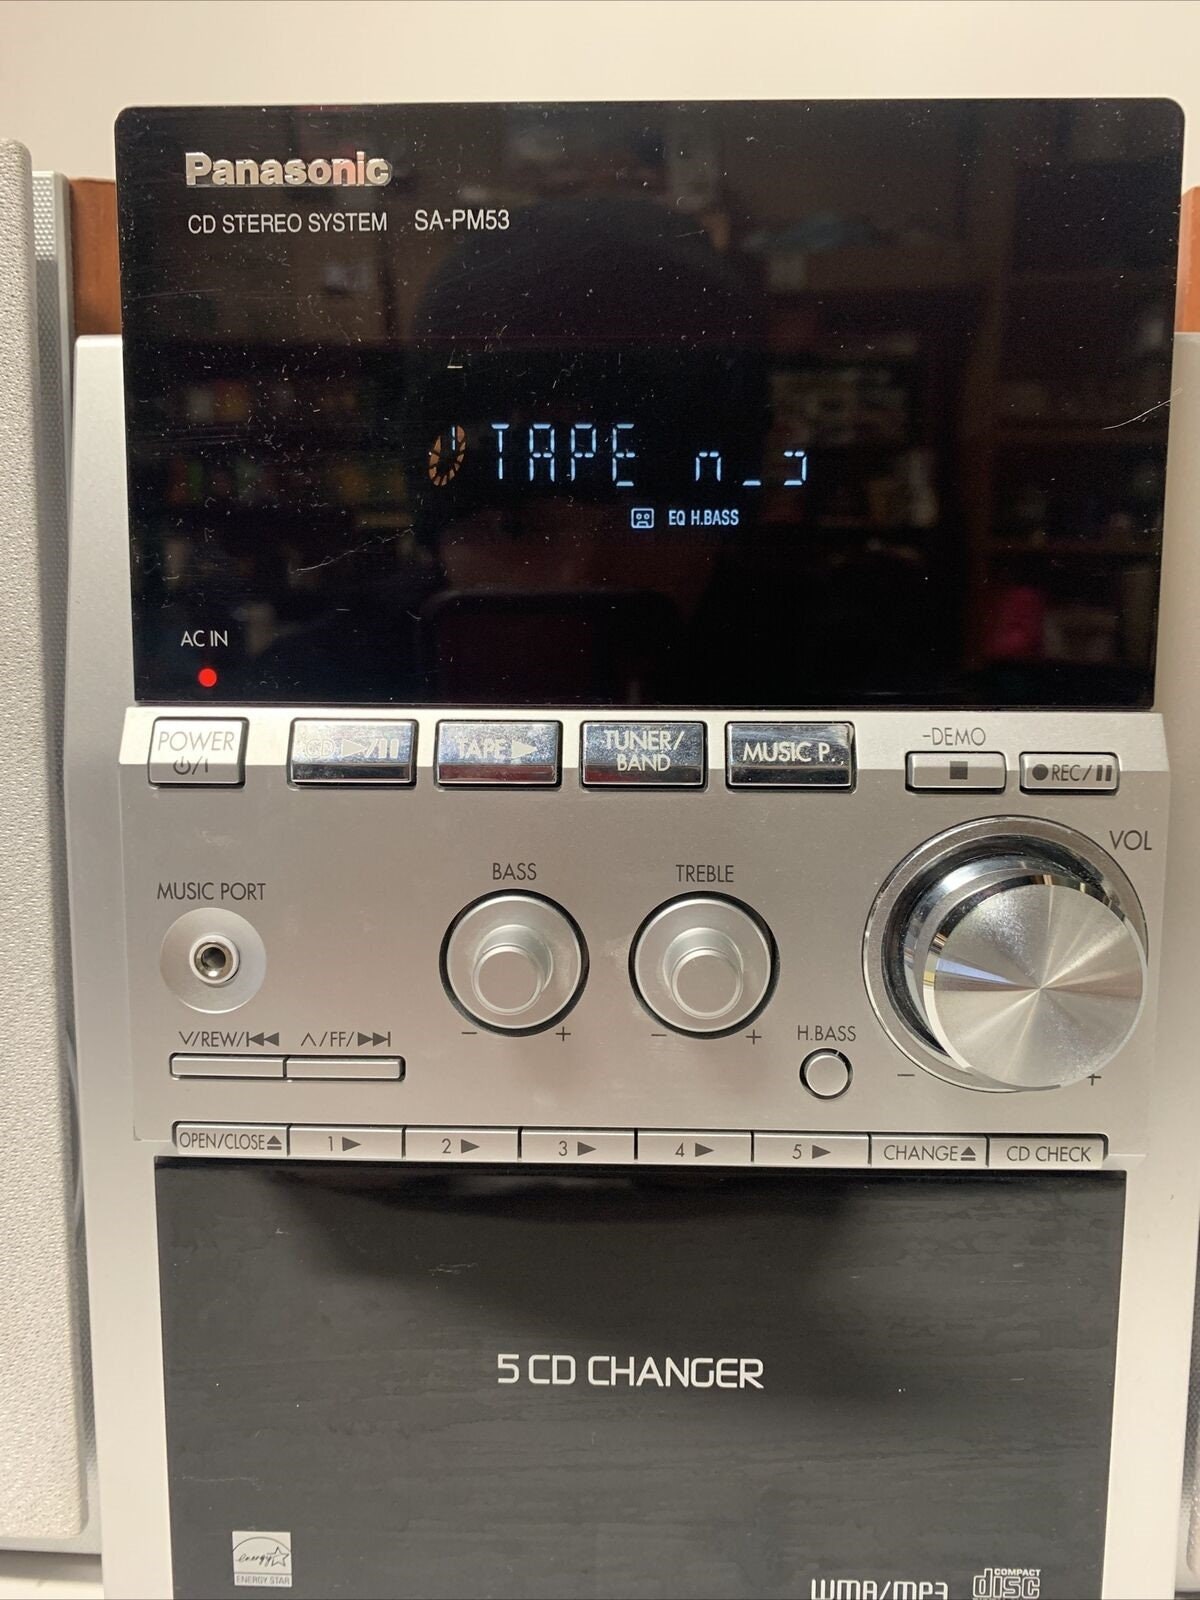 Panasonic
CD STEREO SYSTEM SA-PM53
TAPE
EQ H.BASS
AC IN
POWER ⏻/I
CD ▶/❚❚
TAPE ▶
TUNER/
BAND
MUSIC P.
-DEMO
■
●REC/❚❚
VOL
MUSIC PORT
BASS
TREBLE
− +
− +
∨/REW/⏮ ∧/FF/⏭
H.BASS
− +
OPEN/CLOSE⏏ 1 ▶ 2 ▶ 3 ▶ 4 ▶ 5 ▶ CHANGE⏏ CD CHECK
5 CD CHANGER
energy
ENERGY STAR
WMA/MP3
COMPACT
disc